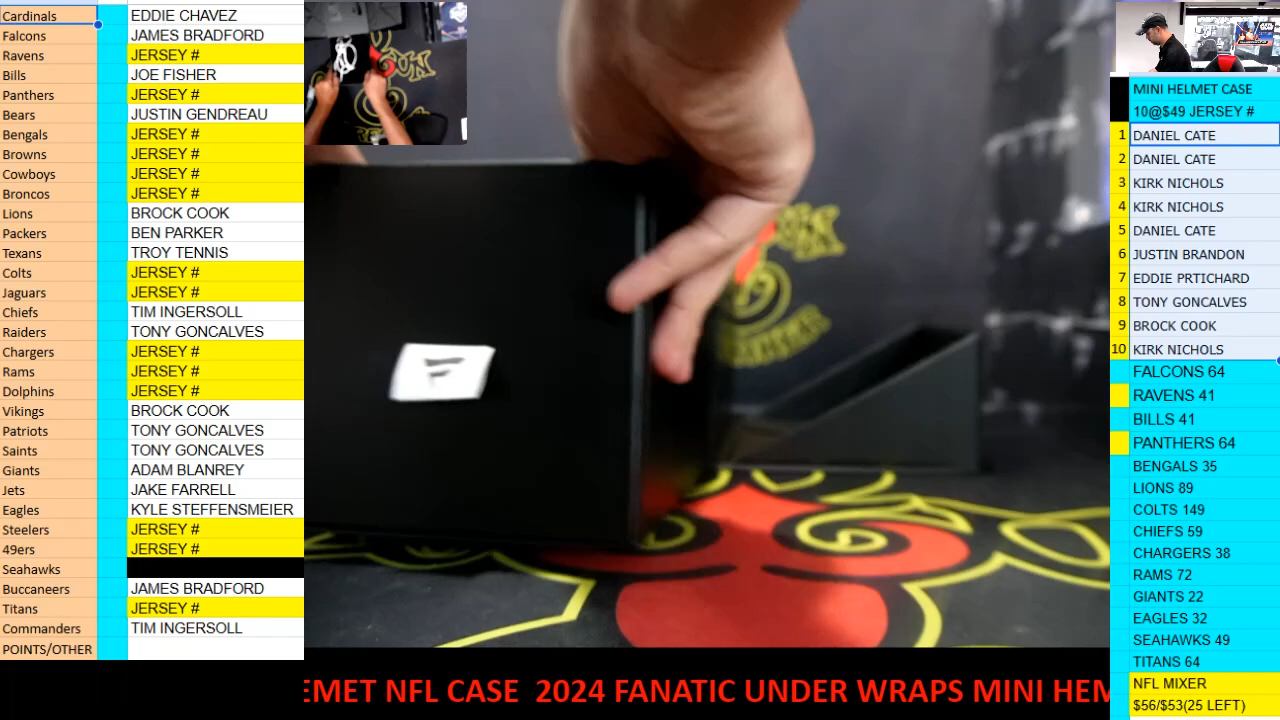 Cardinals EDDIE CHAVEZ
Falcons JAMES BRADFORD
Ravens JERSEY #
Bills JOE FISHER
Panthers JERSEY #
Bears JUSTIN GENDREAU
Bengals JERSEY #
Browns JERSEY #
Cowboys JERSEY #
Broncos JERSEY #
Lions BROCK COOK
Packers BEN PARKER
Texans TROY TENNIS
Colts JERSEY #
Jaguars JERSEY #
Chiefs TIM INGERSOLL
Raiders TONY GONCALVES
Chargers JERSEY #
Rams JERSEY #
Dolphins JERSEY #
Vikings BROCK COOK
Patriots TONY GONCALVES
Saints TONY GONCALVES
Giants ADAM BLANREY
Jets JAKE FARRELL
Eagles KYLE STEFFENSMEIER
Steelers JERSEY #
49ers JERSEY #
Seahawks
Buccaneers JAMES BRADFORD
Titans JERSEY #
Commanders TIM INGERSOLL
POINTS/OTHER
F
EMET NFL CASE 2024 FANATIC UNDER WRAPS MINI HEM
MINI HELMET CASE
10@$49 JERSEY #
1 DANIEL CATE
2 DANIEL CATE
3 KIRK NICHOLS
4 KIRK NICHOLS
5 DANIEL CATE
6 JUSTIN BRANDON
7 EDDIE PRTICHARD
8 TONY GONCALVES
9 BROCK COOK
10 KIRK NICHOLS
FALCONS 64
RAVENS 41
BILLS 41
PANTHERS 64
BENGALS 35
LIONS 89
COLTS 149
CHIEFS 59
CHARGERS 38
RAMS 72
GIANTS 22
EAGLES 32
SEAHAWKS 49
TITANS 64
NFL MIXER
$56/$53(25 LEFT)